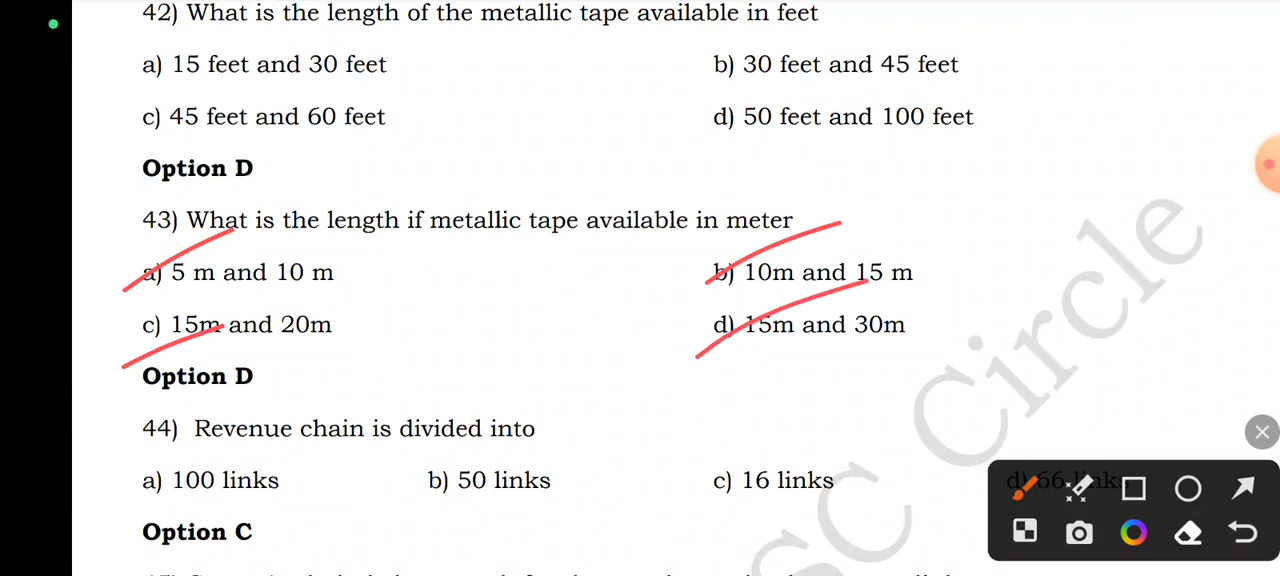 42) What is the length of the metallic tape available in feet
a) 15 feet and 30 feet b) 30 feet and 45 feet
c) 45 feet and 60 feet d) 50 feet and 100 feet
Option D
43) What is the length if metallic tape available in meter
a) 5 m and 10 m b) 10m and 15 m
c) 15m and 20m d) 15m and 30m
Option D
44) Revenue chain is divided into
a) 100 links b) 50 links c) 16 links d) 66 links
Option C
SC Circle